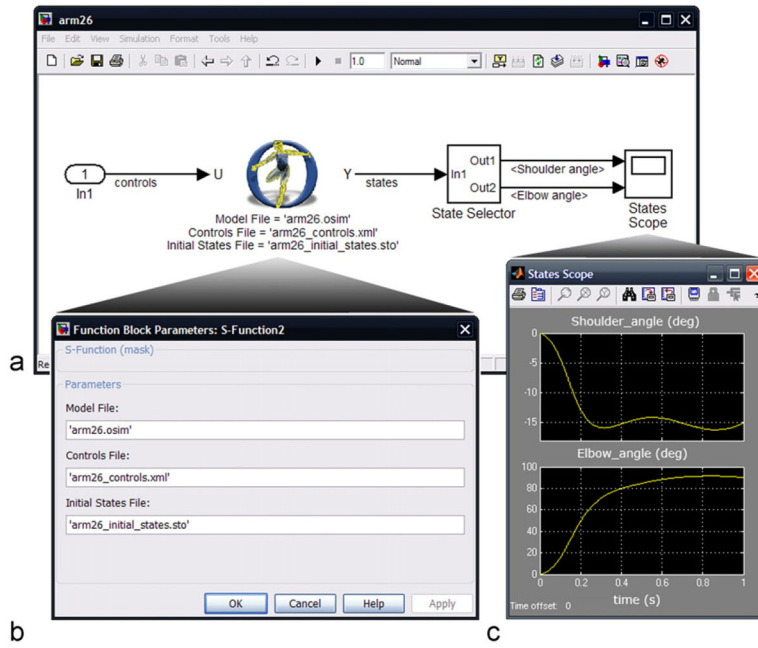 a
arm26
File Edit View Simulation Format Tools Help
1.0 Normal
1
In1
controls
U
Y
states
Model File = 'arm26.osim'
Controls File = 'arm26_controls.xml'
Initial States File = 'arm26_initial_states.sto'
In1
Out1
Out2
State Selector
<Shoulder angle>
<Elbow angle>
States
Scope
Re
b
Function Block Parameters: S-Function2
S-Function (mask)
Parameters
Model File:
'arm26.osim'
Controls File:
'arm26_controls.xml'
Initial States File:
'arm26_initial_states.sto'
OK Cancel Help Apply
c
States Scope
Shoulder_angle (deg)
0
-5
-10
-15
Elbow_angle (deg)
100
80
60
40
20
0
0 0.2 0.4 0.6 0.8 1
time (s)
Time offset: 0